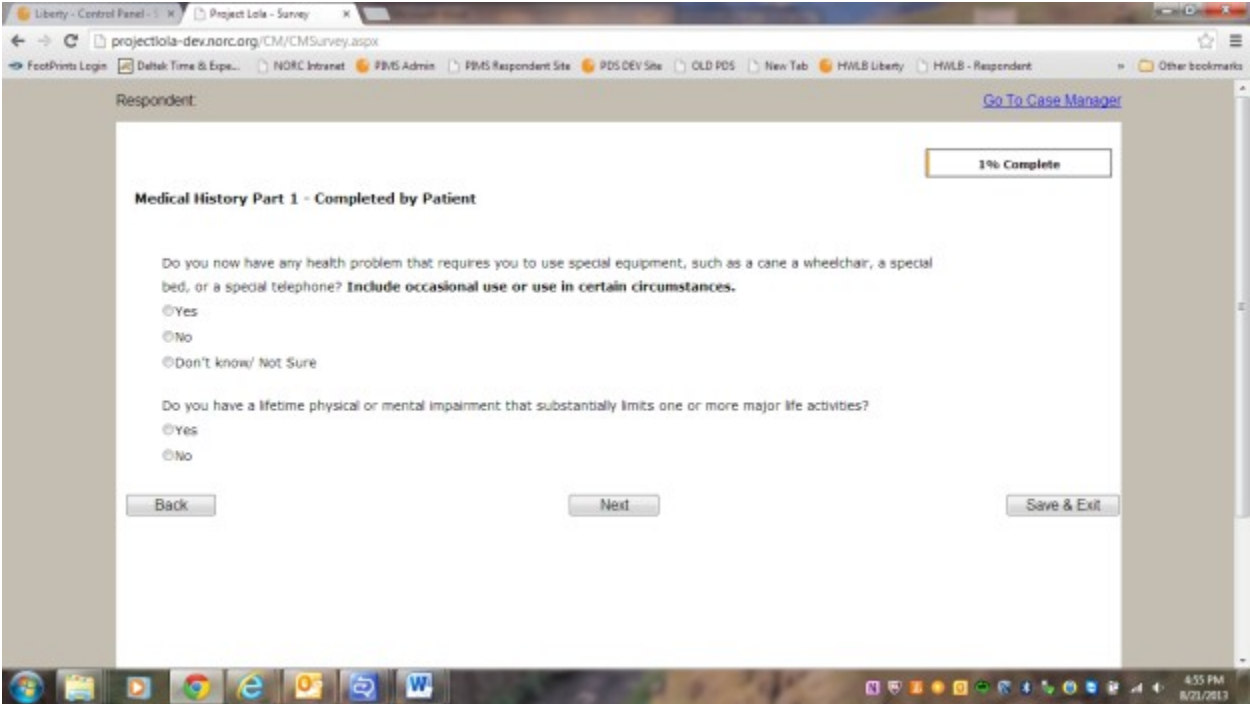 Liberty - Control Panel - S
Project Lola - Survey
projectlola-dev.norc.org/CM/CMSurvey.aspx
FootPrints Login Deltek Time & Expe... NORC Intranet PIMS Admin PIMS Respondent Site PDS DEV Site OLD PDS New Tab HWLB Liberty HWLB - Respondent » Other bookmarks
Respondent: Go To Case Manager
1% Complete
Medical History Part 1 - Completed by Patient
Do you now have any health problem that requires you to use special equipment, such as a cane a wheelchair, a special
bed, or a special telephone? Include occasional use or use in certain circumstances.
Yes
No
Don't know/ Not Sure
Do you have a lifetime physical or mental impairment that substantially limits one or more major life activities?
Yes
No
Back Next Save & Exit
4:55 PM
8/21/2013